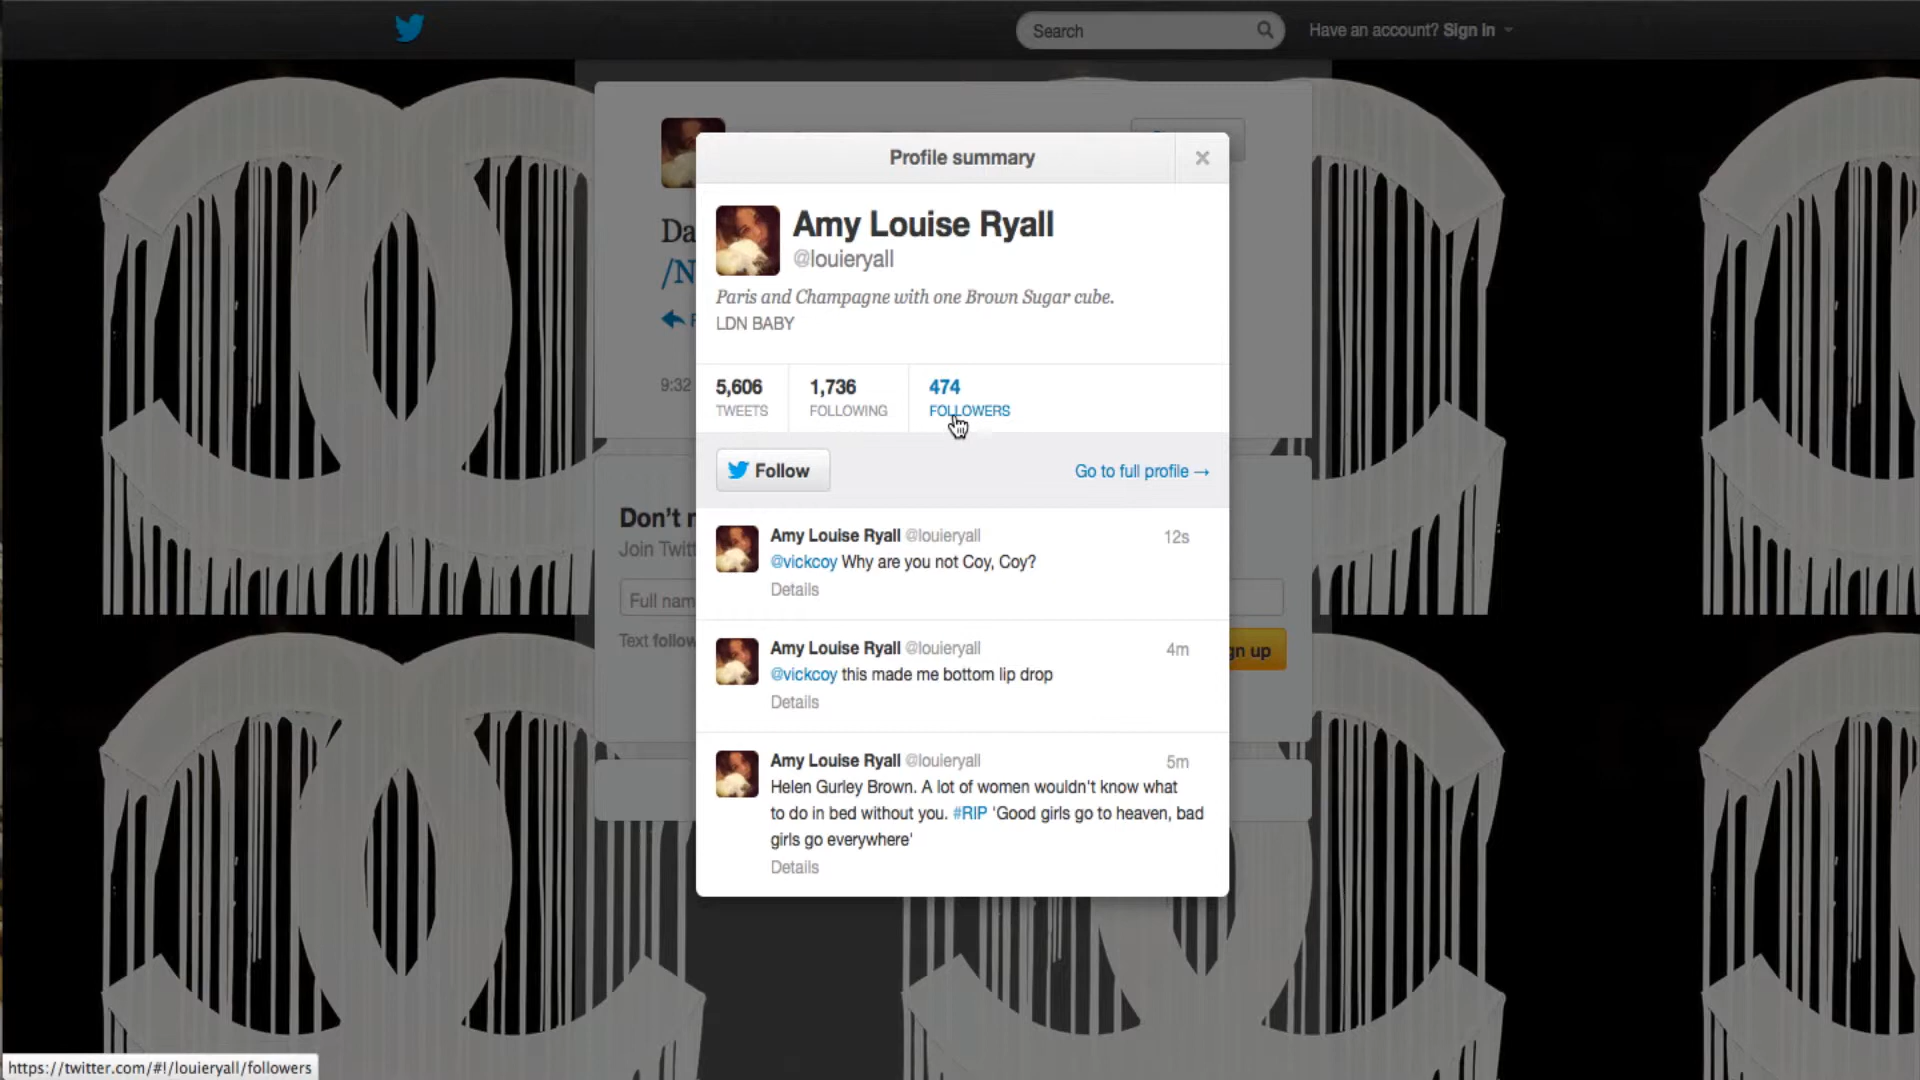 Search
Have an account? Sign in
Profile summary
Amy Louise Ryall
@louieryall
Paris and Champagne with one Brown Sugar cube.
LDN BABY
Da
/N
9:32
5,606
TWEETS
1,736
FOLLOWING
474
FOLLOWERS
Follow
Go to full profile →
Don't
Join Twitt
Full nam
Text follow
gn up
Amy Louise Ryall @louieryall 12s
@vickcoy Why are you not Coy, Coy?
Details
Amy Louise Ryall @louieryall 4m
@vickcoy this made me bottom lip drop
Details
Amy Louise Ryall @louieryall 5m
Helen Gurley Brown. A lot of women wouldn't know what
to do in bed without you. #RIP 'Good girls go to heaven, bad
girls go everywhere'
Details
https://twitter.com/#!/louieryall/followers